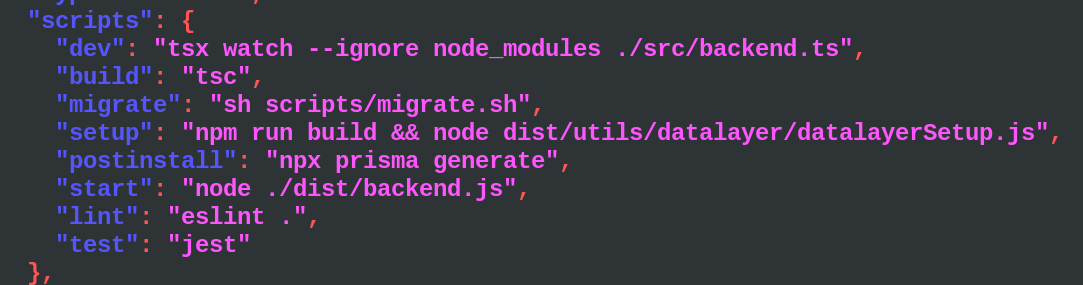 "scripts": {
"dev": "tsx watch --ignore node_modules ./src/backend.ts",
"build": "tsc",
"migrate": "sh scripts/migrate.sh",
"setup": "npm run build && node dist/utils/datalayer/datalayerSetup.js",
"postinstall": "npx prisma generate",
"start": "node ./dist/backend.js",
"lint": "eslint .",
"test": "jest"
},